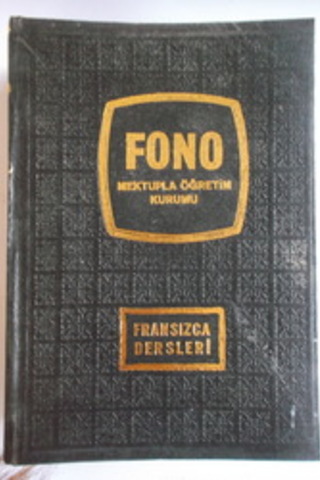 FONO
MEKTUPLA ÖĞRETİM
KURUMU
FRANSIZCA
DERSLERİ